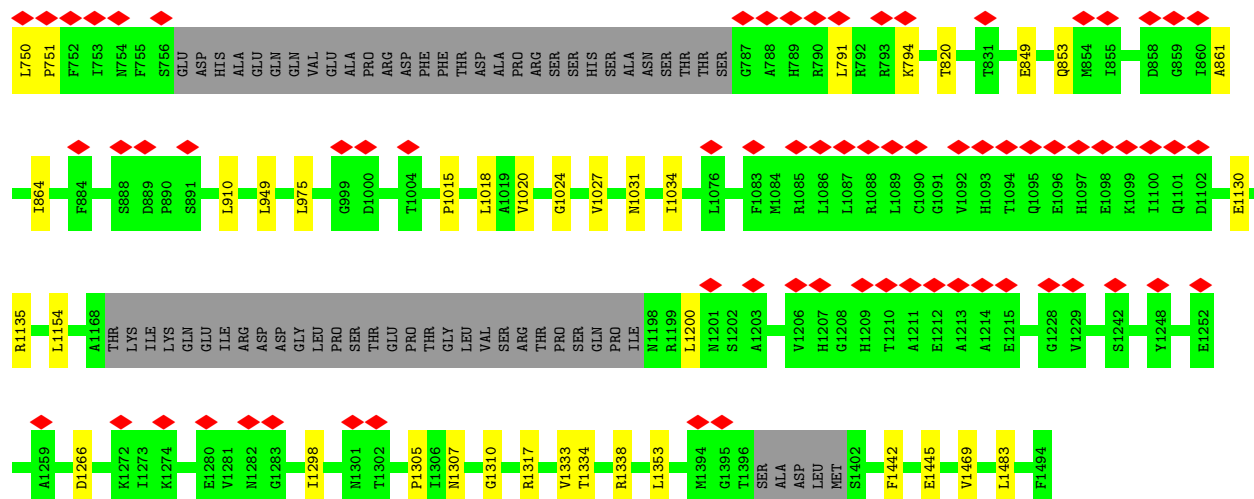 L750 P751 F752 I753 N754 F755 S756 GLU ASP HIS ALA GLU GLN GLN VAL GLU ALA PRO ARG ASP PHE PHE THR ASP ALA PRO ARG SER SER HIS SER ALA ASN SER THR THR SER G787 A788 H789 R790 L791 R792 R793 K794 T820 T831 E849 Q853 M854 I855 D858 G859 I860 A861
I864 F884 S888 D889 P890 S891 L910 L949 L975 G999 D1000 T1004 P1015 L1018 A1019 V1020 G1024 V1027 N1031 I1034 L1076 F1083 M1084 R1085 L1086 L1087 R1088 L1089 C1090 G1091 V1092 H1093 T1094 Q1095 E1096 H1097 E1098 K1099 I1100 Q1101 D1102 E1130
R1135 L1154 A1168 THR LYS ILE LYS GLN GLU ILE ARG ASP ASP GLY LEU PRO SER THR GLU PRO THR GLY LEU VAL SER ARG THR PRO SER GLN PRO ILE N1198 R1199 L1200 N1201 S1202 A1203 V1206 H1207 G1208 H1209 T1210 A1211 E1212 A1213 A1214 E1215 G1228 V1229 S1242 Y1248 E1252
A1259 D1266 K1272 I1273 K1274 E1280 V1281 N1282 G1283 I1298 N1301 T1302 P1305 I1306 N1307 G1310 R1317 V1333 T1334 R1338 L1353 M1394 G1395 T1396 SER ALA ASP LEU MET S1402 F1442 E1445 V1469 L1483 F1494